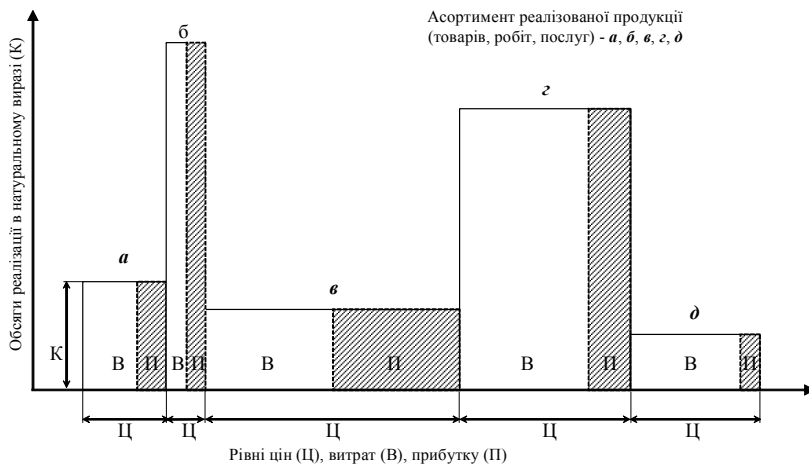 Асортимент реалізованої продукції
(товарів, робіт, послуг) - а, б, в, г, д
Обсяги реалізації в натуральному виразі (К)
а
б
в
г
д
К
В П В П В П В П В П
Ц Ц Ц Ц Ц
Рівні цін (Ц), витрат (В), прибутку (П)